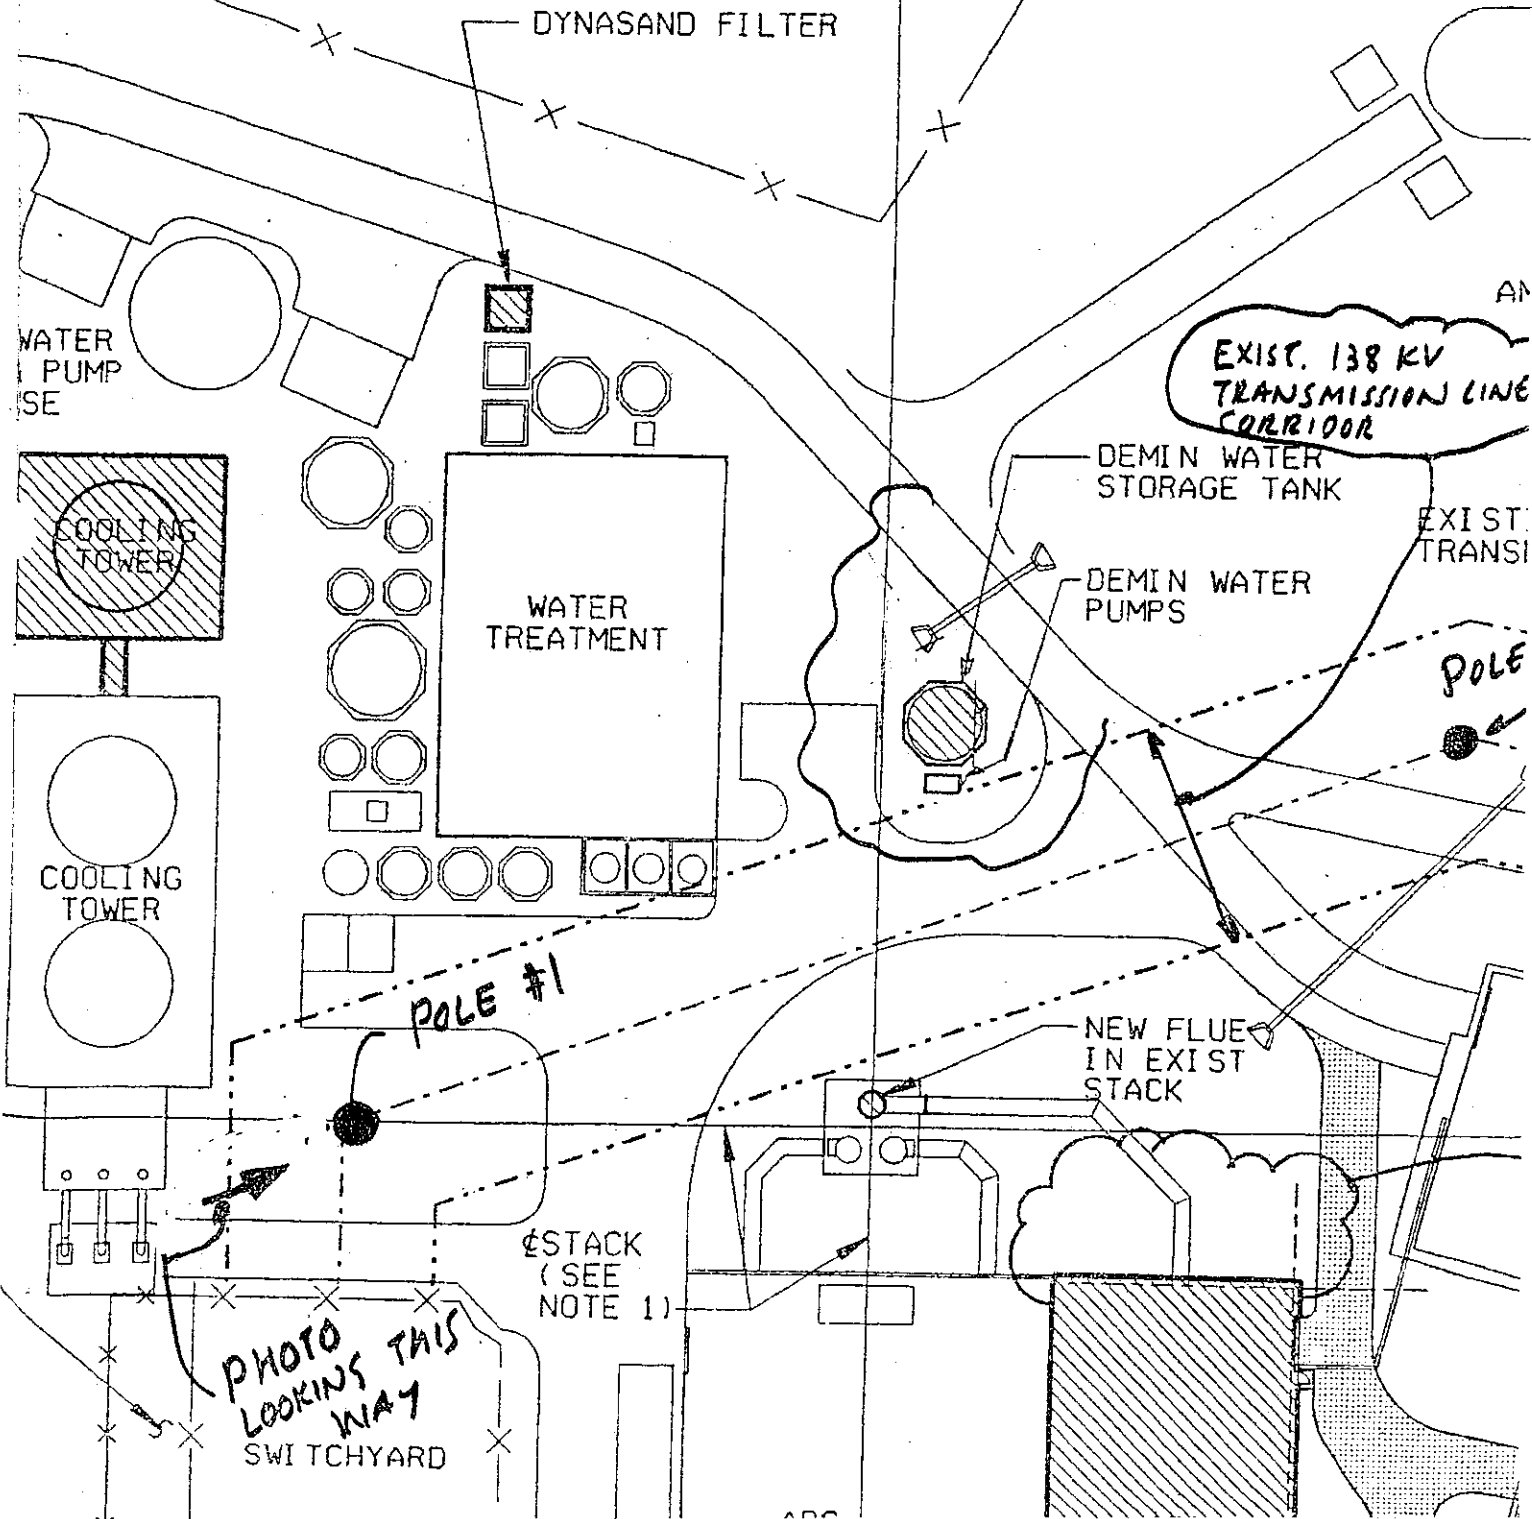 DYNASAND FILTER
WATER
PUMP
SE
EXIST. 138 KV
TRANSMISSION LINE
CORRIDOR
DEMIN WATER
STORAGE TANK
COOLING
TOWER
EXIST
TRANS
DEMIN WATER
PUMPS
WATER
TREATMENT
POLE
COOLING
TOWER
POLE #1
NEW FLUE
IN EXIST
STACK
℄STACK
(SEE
NOTE 1)
PHOTO
LOOKING THIS
WAY
SWITCHYARD